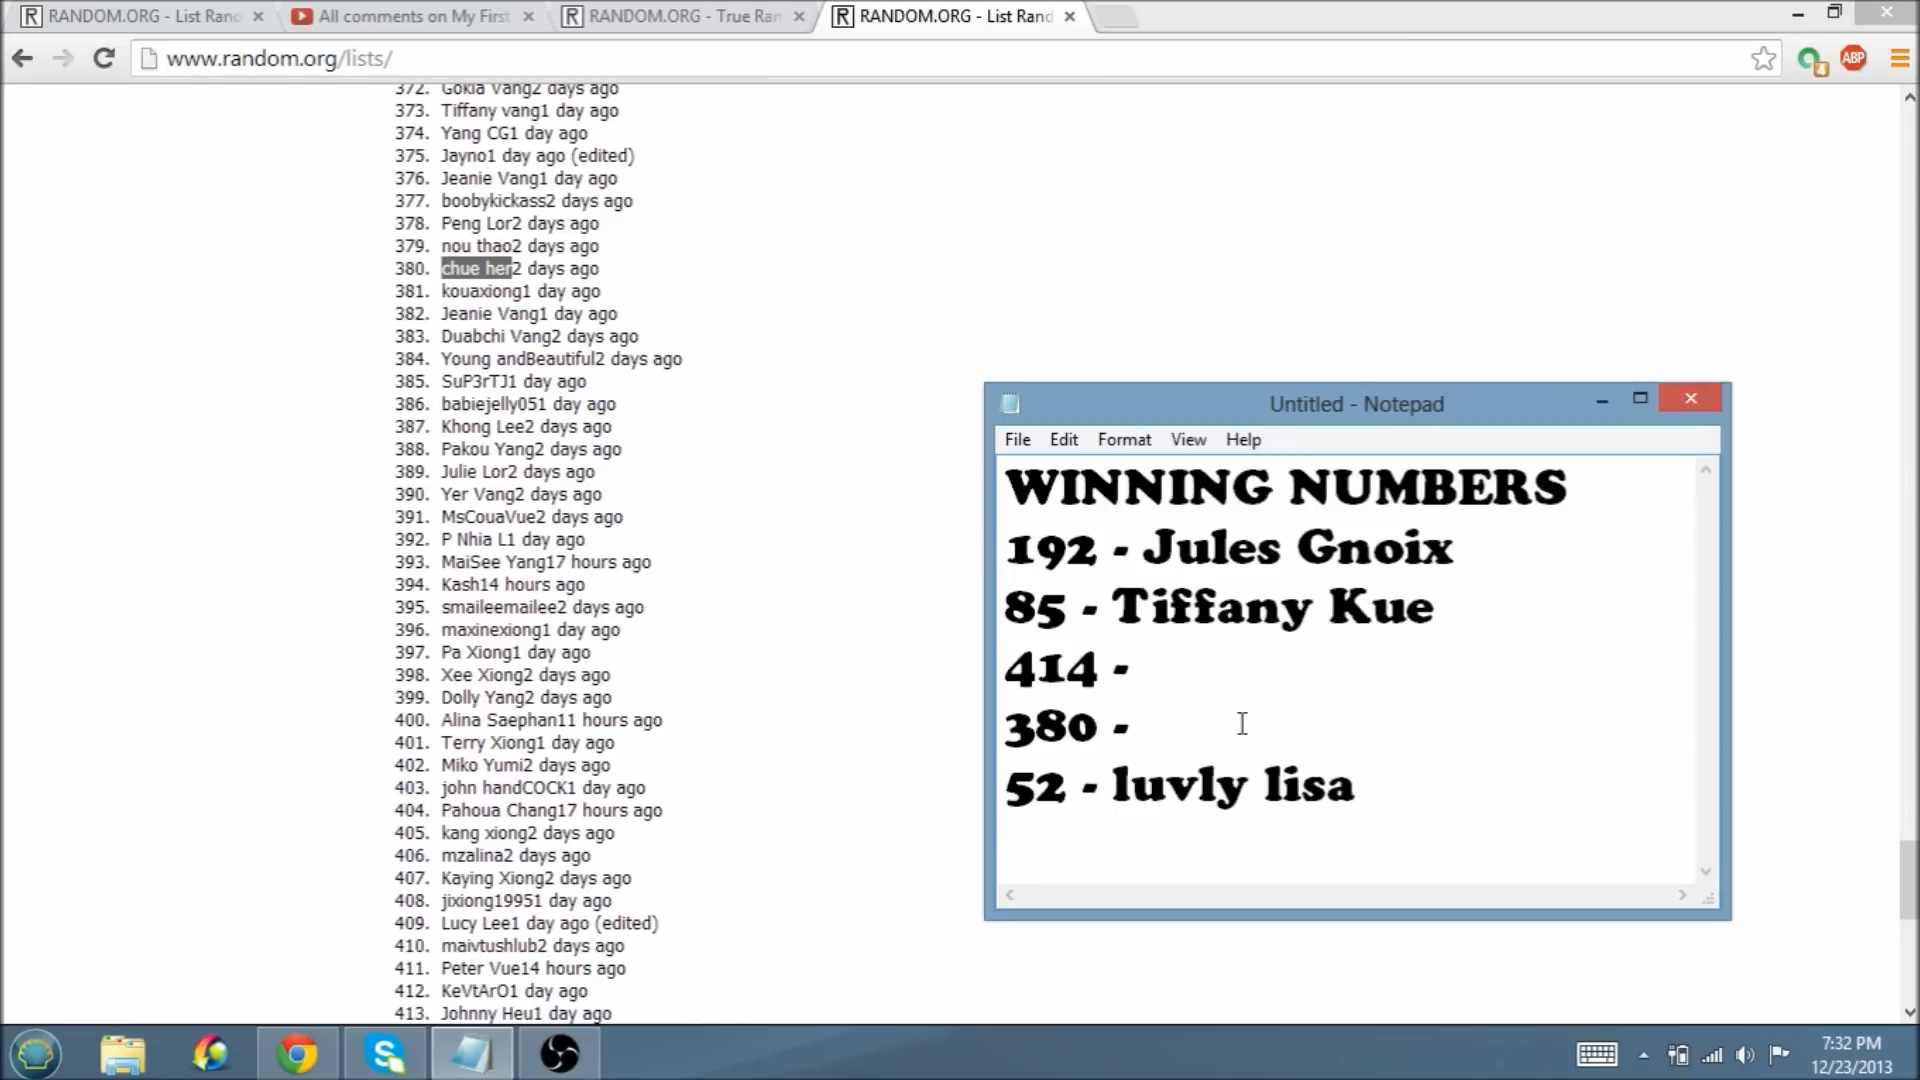 RANDOM.ORG - List Rand
All comments on My First
RANDOM.ORG - True Ran
RANDOM.ORG - List Rand
www.random.org/lists/
ABP
372. Gokia Vang2 days ago
373. Tiffany vang1 day ago
374. Yang CG1 day ago
375. Jayno1 day ago (edited)
376. Jeanie Vang1 day ago
377. boobykickass2 days ago
378. Peng Lor2 days ago
379. nou thao2 days ago
380. chue her2 days ago
381. kouaxiong1 day ago
382. Jeanie Vang1 day ago
383. Duabchi Vang2 days ago
384. Young andBeautiful2 days ago
385. SuP3rTJ1 day ago
386. babiejelly051 day ago
387. Khong Lee2 days ago
388. Pakou Yang2 days ago
389. Julie Lor2 days ago
390. Yer Vang2 days ago
391. MsCouaVue2 days ago
392. P Nhia L1 day ago
393. MaiSee Yang17 hours ago
394. Kash14 hours ago
395. smaileemailee2 days ago
396. maxinexiong1 day ago
397. Pa Xiong1 day ago
398. Xee Xiong2 days ago
399. Dolly Yang2 days ago
400. Alina Saephan11 hours ago
401. Terry Xiong1 day ago
402. Miko Yumi2 days ago
403. john handCOCK1 day ago
404. Pahoua Chang17 hours ago
405. kang xiong2 days ago
406. mzalina2 days ago
407. Kaying Xiong2 days ago
408. jixiong19951 day ago
409. Lucy Lee1 day ago (edited)
410. maivtushlub2 days ago
411. Peter Vue14 hours ago
412. KeVtArO1 day ago
413. Johnny Heu1 day ago
Untitled - Notepad
File Edit Format View Help
WINNING NUMBERS
192 - Jules Gnoix
85 - Tiffany Kue
414 -
380 -
52 - luvly lisa
7:32 PM
12/23/2013